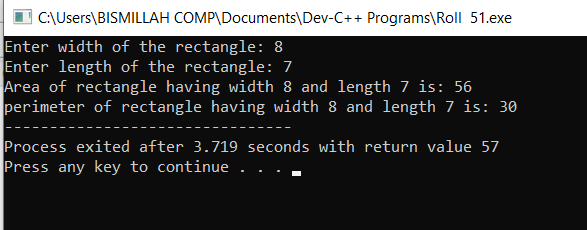 C:\Users\BISMILLAH COMP\Documents\Dev-C++ Programs\Roll  51.exe
Enter width of the rectangle: 8
Enter length of the rectangle: 7
Area of rectangle having width 8 and length 7 is: 56
perimeter of rectangle having width 8 and length 7 is: 30
--------------------------------
Process exited after 3.719 seconds with return value 57
Press any key to continue . . .